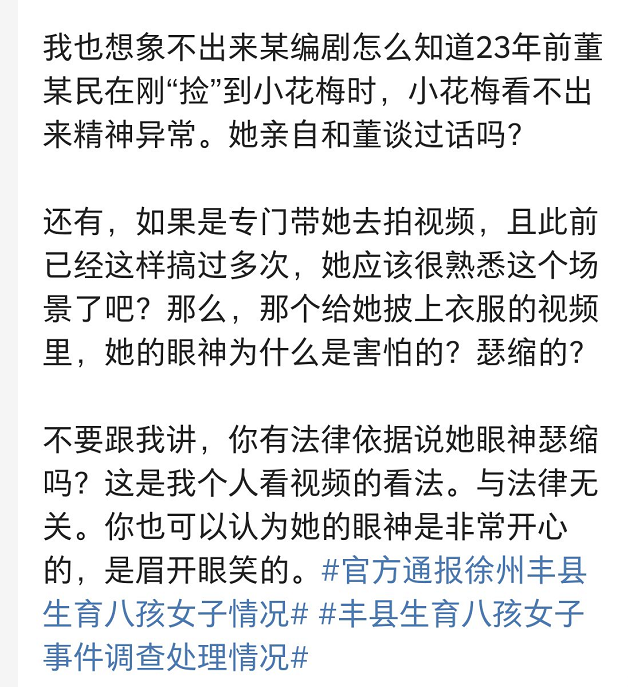 我也想象不出来某编剧怎么知道23年前董
某民在刚“捡”到小花梅时，小花梅看不出
来精神异常。她亲自和董谈过话吗？
还有，如果是专门带她去拍视频，且此前
已经这样搞过多次，她应该很熟悉这个场
景了吧？那么，那个给她披上衣服的视频
里，她的眼神为什么是害怕的？瑟缩的？
不要跟我讲，你有法律依据说她眼神瑟缩
吗？这是我个人看视频的看法。与法律无
关。你也可以认为她的眼神是非常开心
的，是眉开眼笑的。#官方通报徐州丰县
生育八孩女子情况# #丰县生育八孩女子
事件调查处理情况#